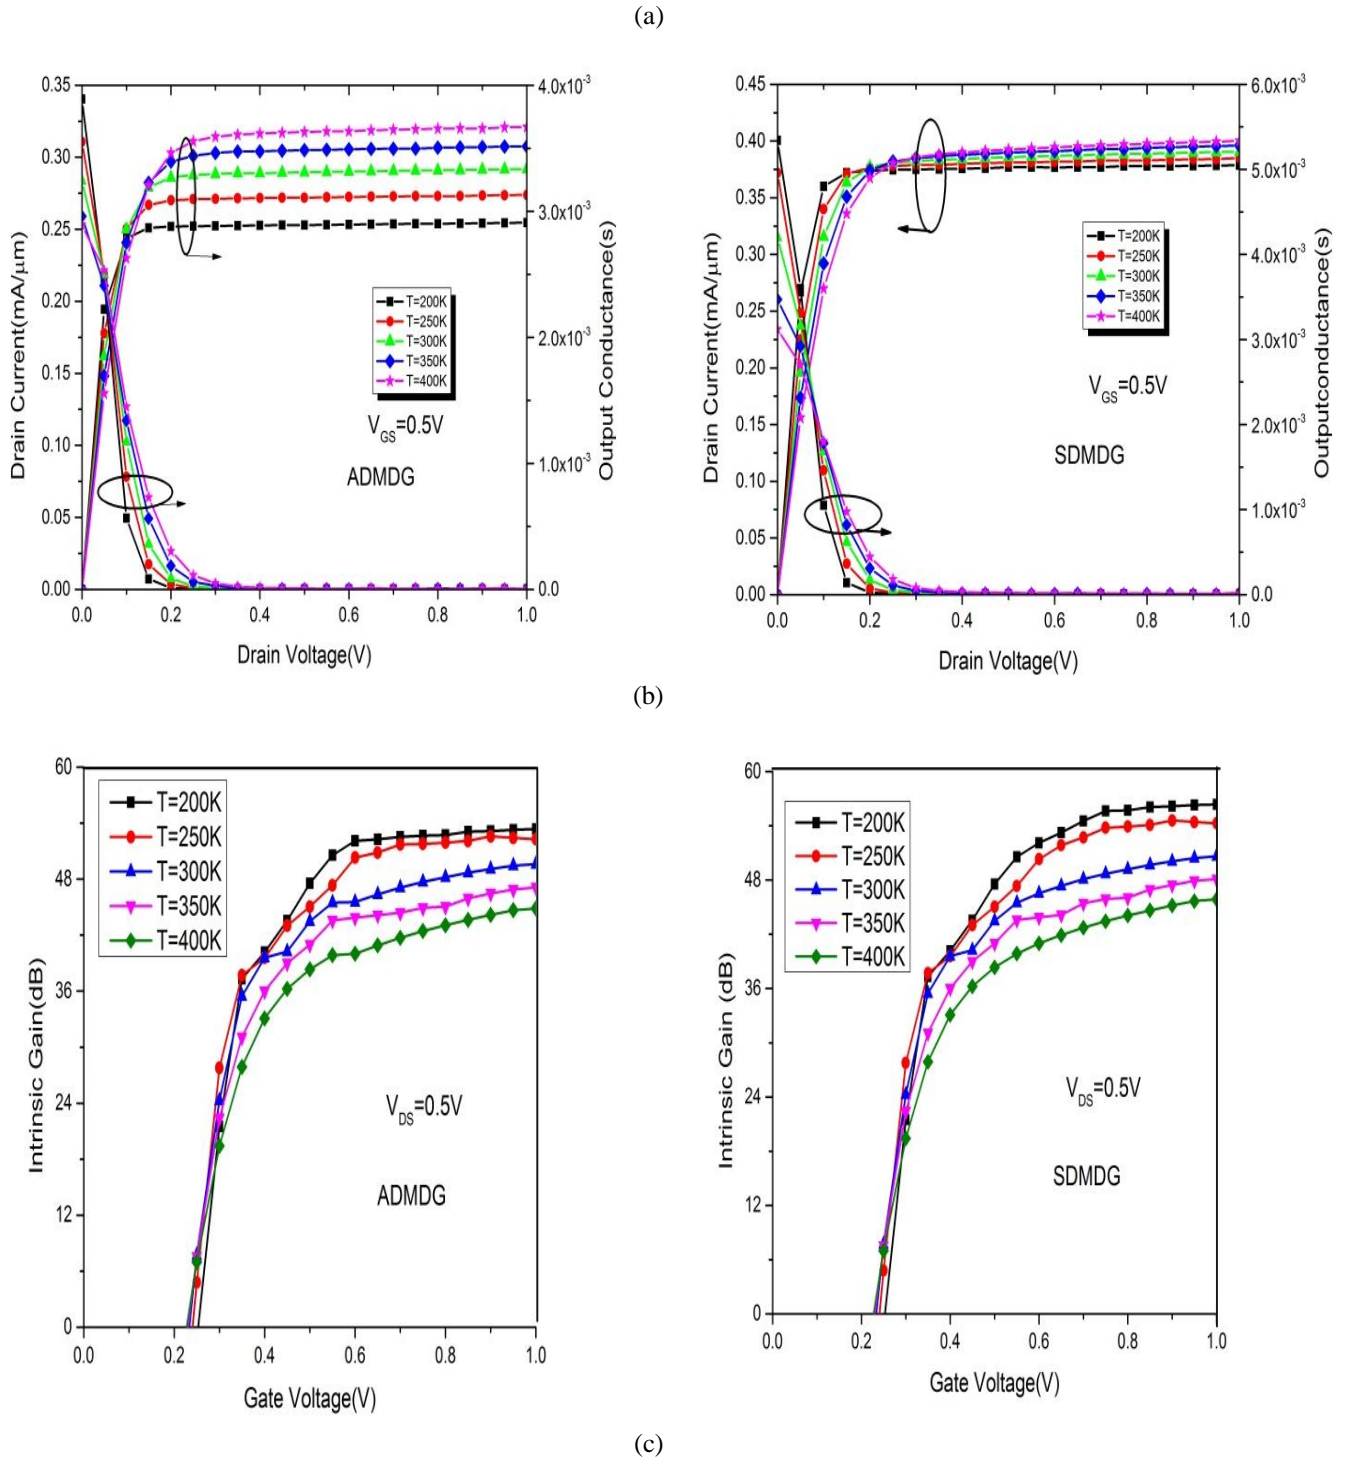 (a)
0.35
0.30
0.25
0.20
0.15
0.10
0.05
0.00
Drain Current(mA/μm)
0.0 0.2 0.4 0.6 0.8 1.0
Drain Voltage(V)
4.0x10⁻³
3.0x10⁻³
2.0x10⁻³
1.0x10⁻³
0.0
Output Conductance(s)
T=200K
T=250K
T=300K
T=350K
T=400K
V_GS=0.5V
ADMDG
0.45
0.40
0.35
0.30
0.25
0.20
0.15
0.10
0.05
0.00
Drain Current(mA/μm)
0.0 0.2 0.4 0.6 0.8 1.0
Drain Voltage(V)
6.0x10⁻³
5.0x10⁻³
4.0x10⁻³
3.0x10⁻³
2.0x10⁻³
1.0x10⁻³
0.0
Outputconductance(s)
T=200K
T=250K
T=300K
T=350K
T=400K
V_GS=0.5V
SDMDG
(b)
60
48
36
24
12
0
Intrinsic Gain(dB)
0.0 0.2 0.4 0.6 0.8 1.0
Gate Voltage(V)
T=200K
T=250K
T=300K
T=350K
T=400K
V_DS=0.5V
ADMDG
60
48
36
24
12
0
Intrinsic Gain (dB)
0.0 0.2 0.4 0.6 0.8 1.0
Gate Voltage(V)
T=200K
T=250K
T=300K
T=350K
T=400K
V_DS=0.5V
SDMDG
(c)